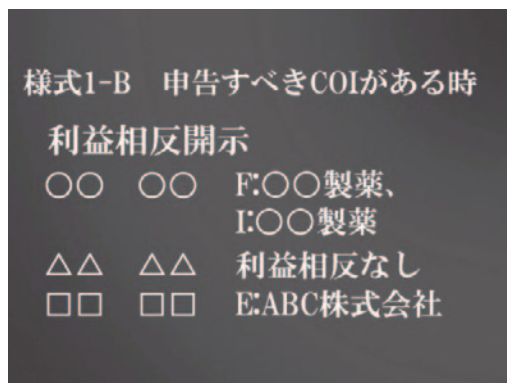 様式1-B 申告すべきCOIがある時
利益相反開示
○○ ○○ F:○○製薬、
I:○○製薬
△△ △△ 利益相反なし
□□ □□ E:ABC株式会社